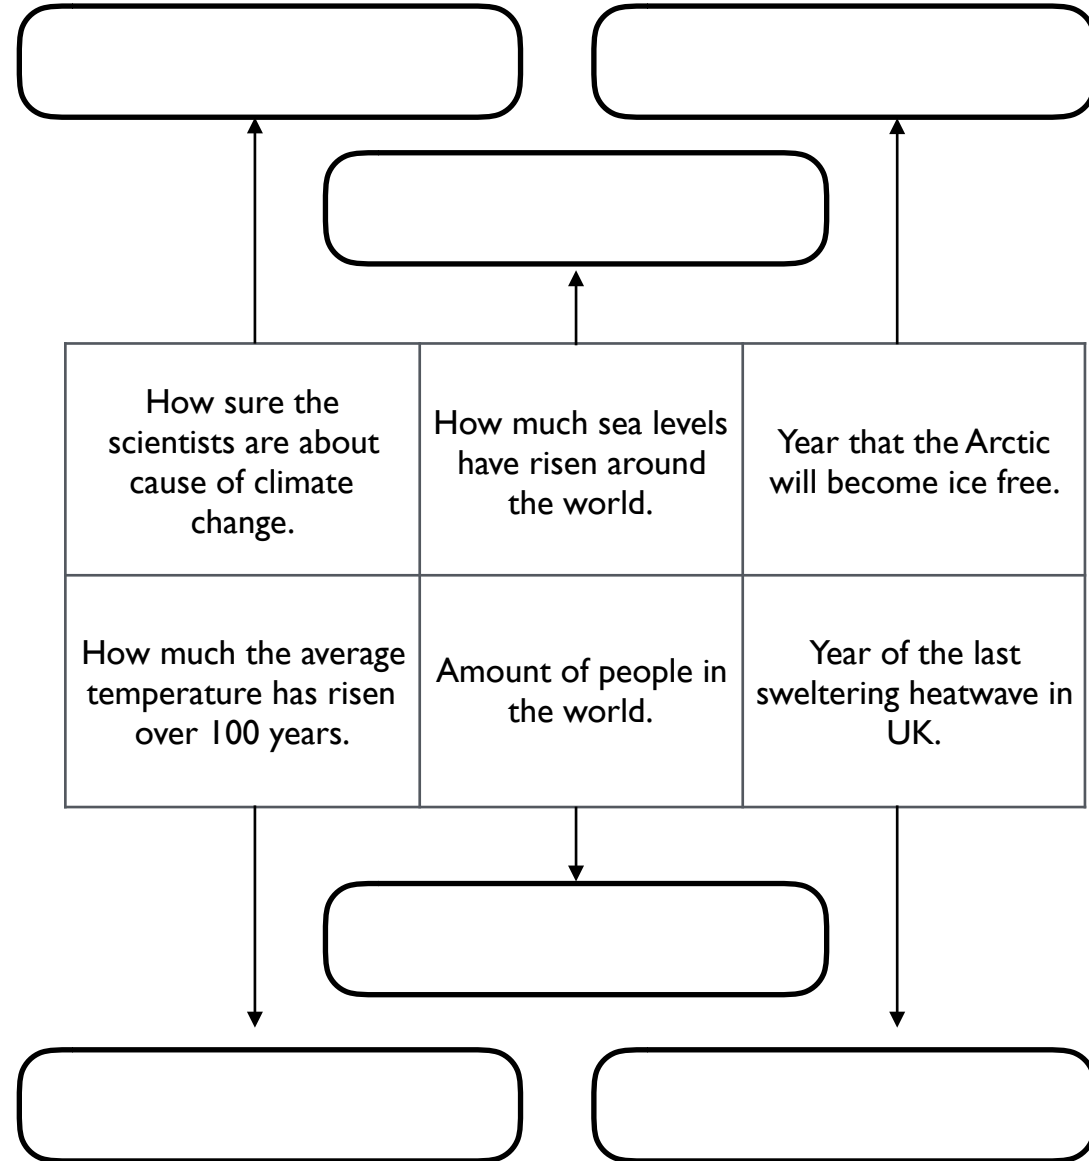 How sure the
scientists are about
cause of climate
change.
How much sea levels
have risen around
the world.
Year that the Arctic
will become ice free.
How much the average
temperature has risen
over 100 years.
Amount of people in
the world.
Year of the last
sweltering heatwave in
UK.